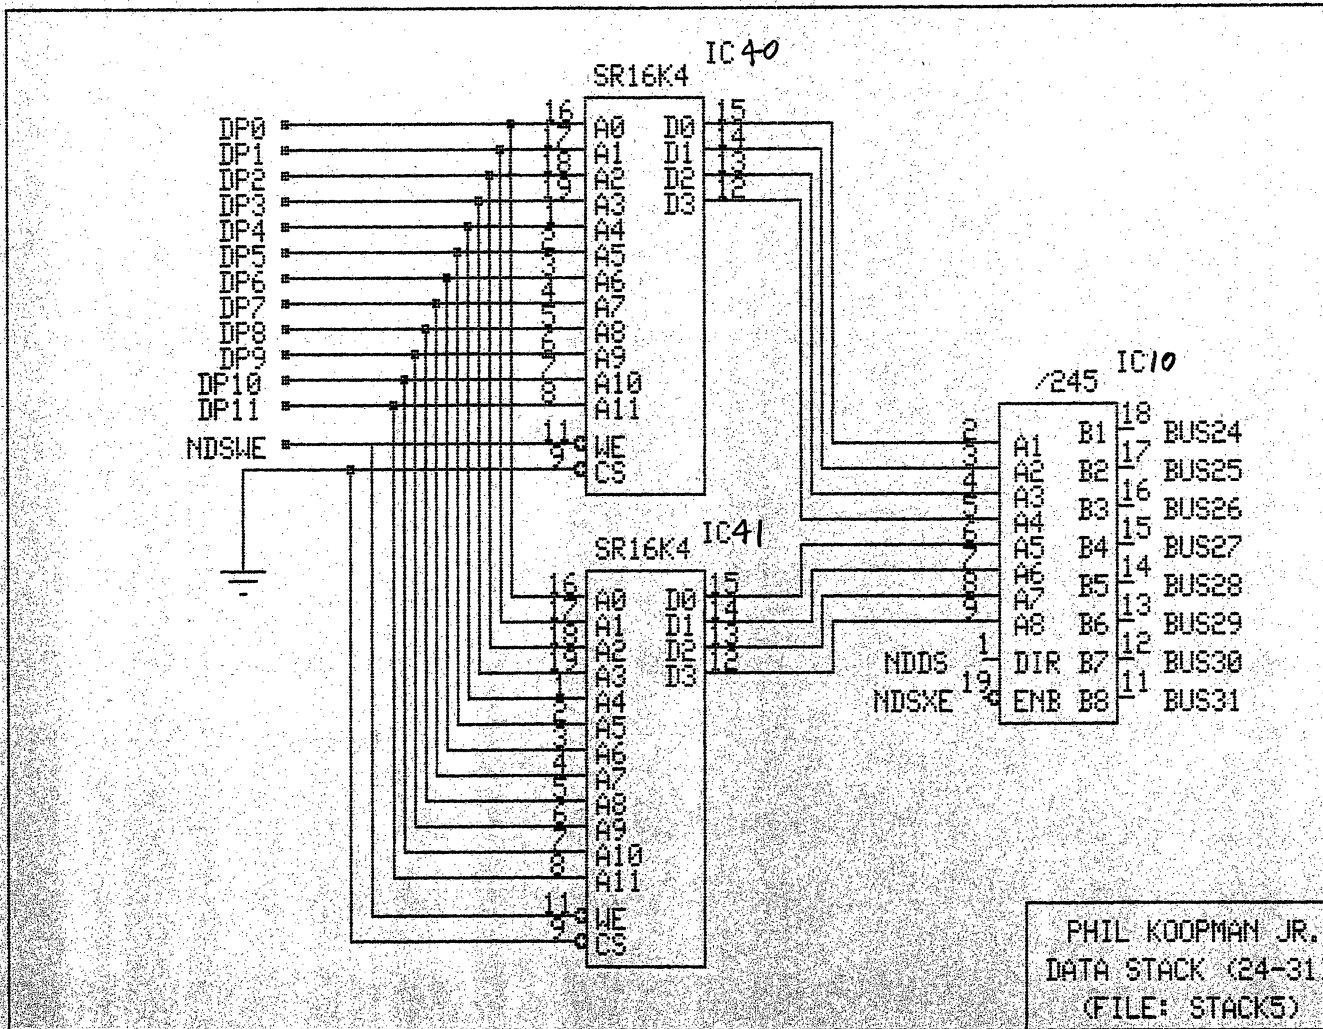 IC40
SR16K4
DP0 16 A0 D0 15
DP1 17 A1 D1 14
DP2 18 A2 D2 13
DP3 19 A3 D3 12
DP4 1 A4
DP5 2 A5
DP6 3 A6
DP7 4 A7
DP8 5 A8
DP9 6 A9
DP10 7 A10
DP11 8 A11
NDSWE 11 WE
9 CS
IC41
SR16K4
16 A0 D0 15
17 A1 D1 14
18 A2 D2 13
19 A3 D3 12
1 A4
2 A5
3 A6
4 A7
5 A8
6 A9
7 A10
8 A11
11 WE
9 CS
IC10
/245
2 A1 B1 18 BUS24
3 A2 B2 17 BUS25
4 A3 B3 16 BUS26
5 A4 B4 15 BUS27
6 A5 B5 14 BUS28
7 A6 B6 13 BUS29
8 A7 B7 12 BUS30
9 A8 B8 11 BUS31
NDDS 1 DIR
NDSXE 19 ENB
PHIL KOOPMAN JR.
DATA STACK (24-31
(FILE: STACK5)